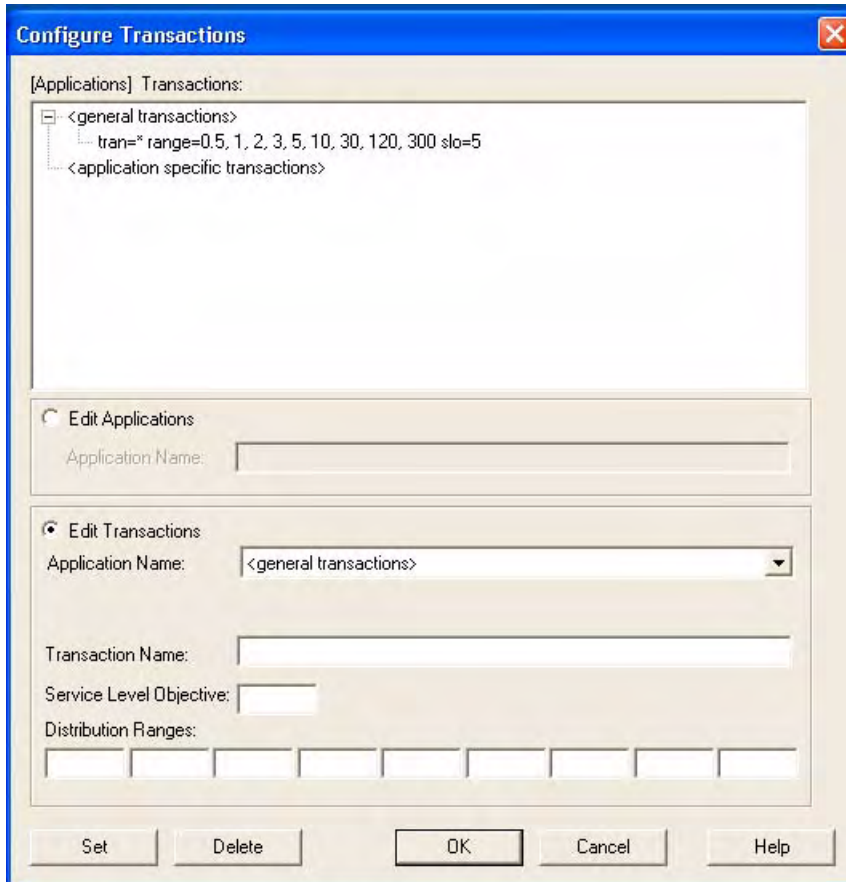 Configure Transactions
[Applications] Transactions:
<general transactions>
tran=* range=0.5, 1, 2, 3, 5, 10, 30, 120, 300 slo=5
<application specific transactions>
Edit Applications
Application Name:
Edit Transactions
Application Name: <general transactions>
Transaction Name:
Service Level Objective:
Distribution Ranges:
Set Delete OK Cancel Help